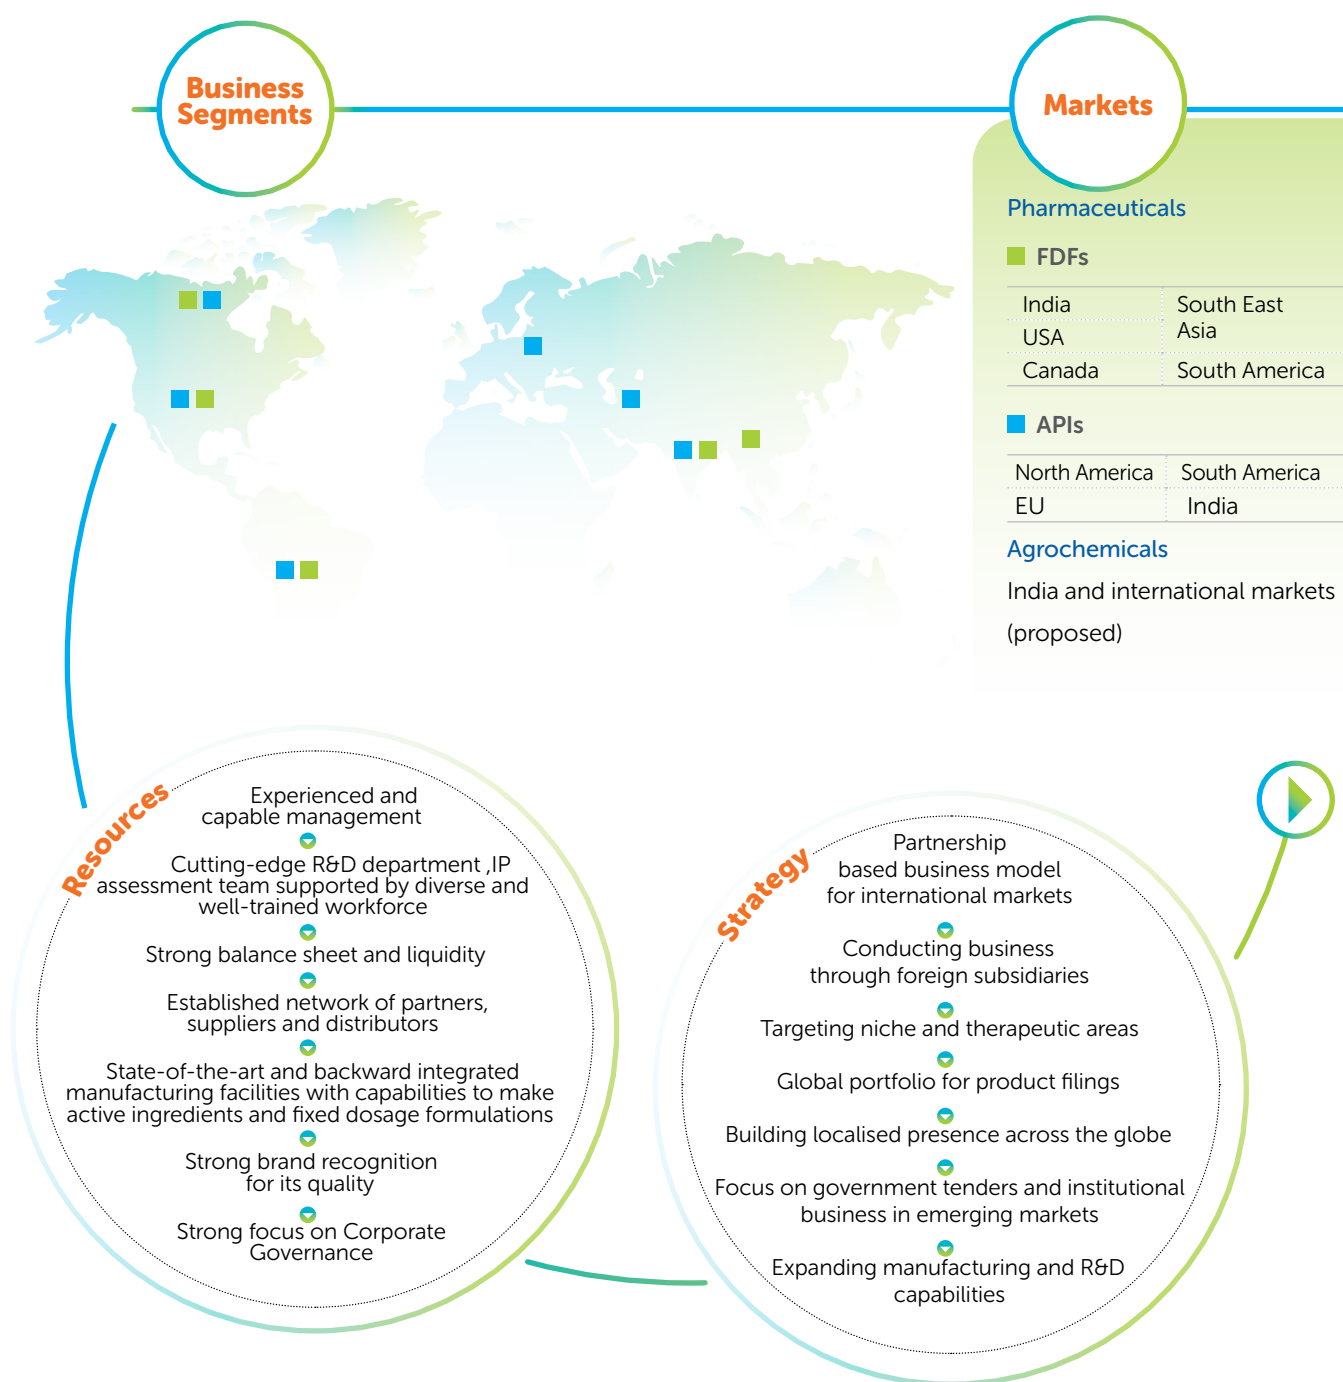 Business
Segments
Markets
Pharmaceuticals
FDFs
India
South East
Asia
USA
Canada
South America
APIs
North America
South America
EU
India
Agrochemicals
India and international markets
(proposed)
Resources
Experienced and
capable management
Cutting-edge R&D department ,IP
assessment team supported by diverse and
well-trained workforce
Strong balance sheet and liquidity
Established network of partners,
suppliers and distributors
State-of-the-art and backward integrated
manufacturing facilities with capabilities to make
active ingredients and fixed dosage formulations
Strong brand recognition
for its quality
Strong focus on Corporate
Governance
Strategy
Partnership
based business model
for international markets
Conducting business
through foreign subsidiaries
Targeting niche and therapeutic areas
Global portfolio for product filings
Building localised presence across the globe
Focus on government tenders and institutional
business in emerging markets
Expanding manufacturing and R&D
capabilities